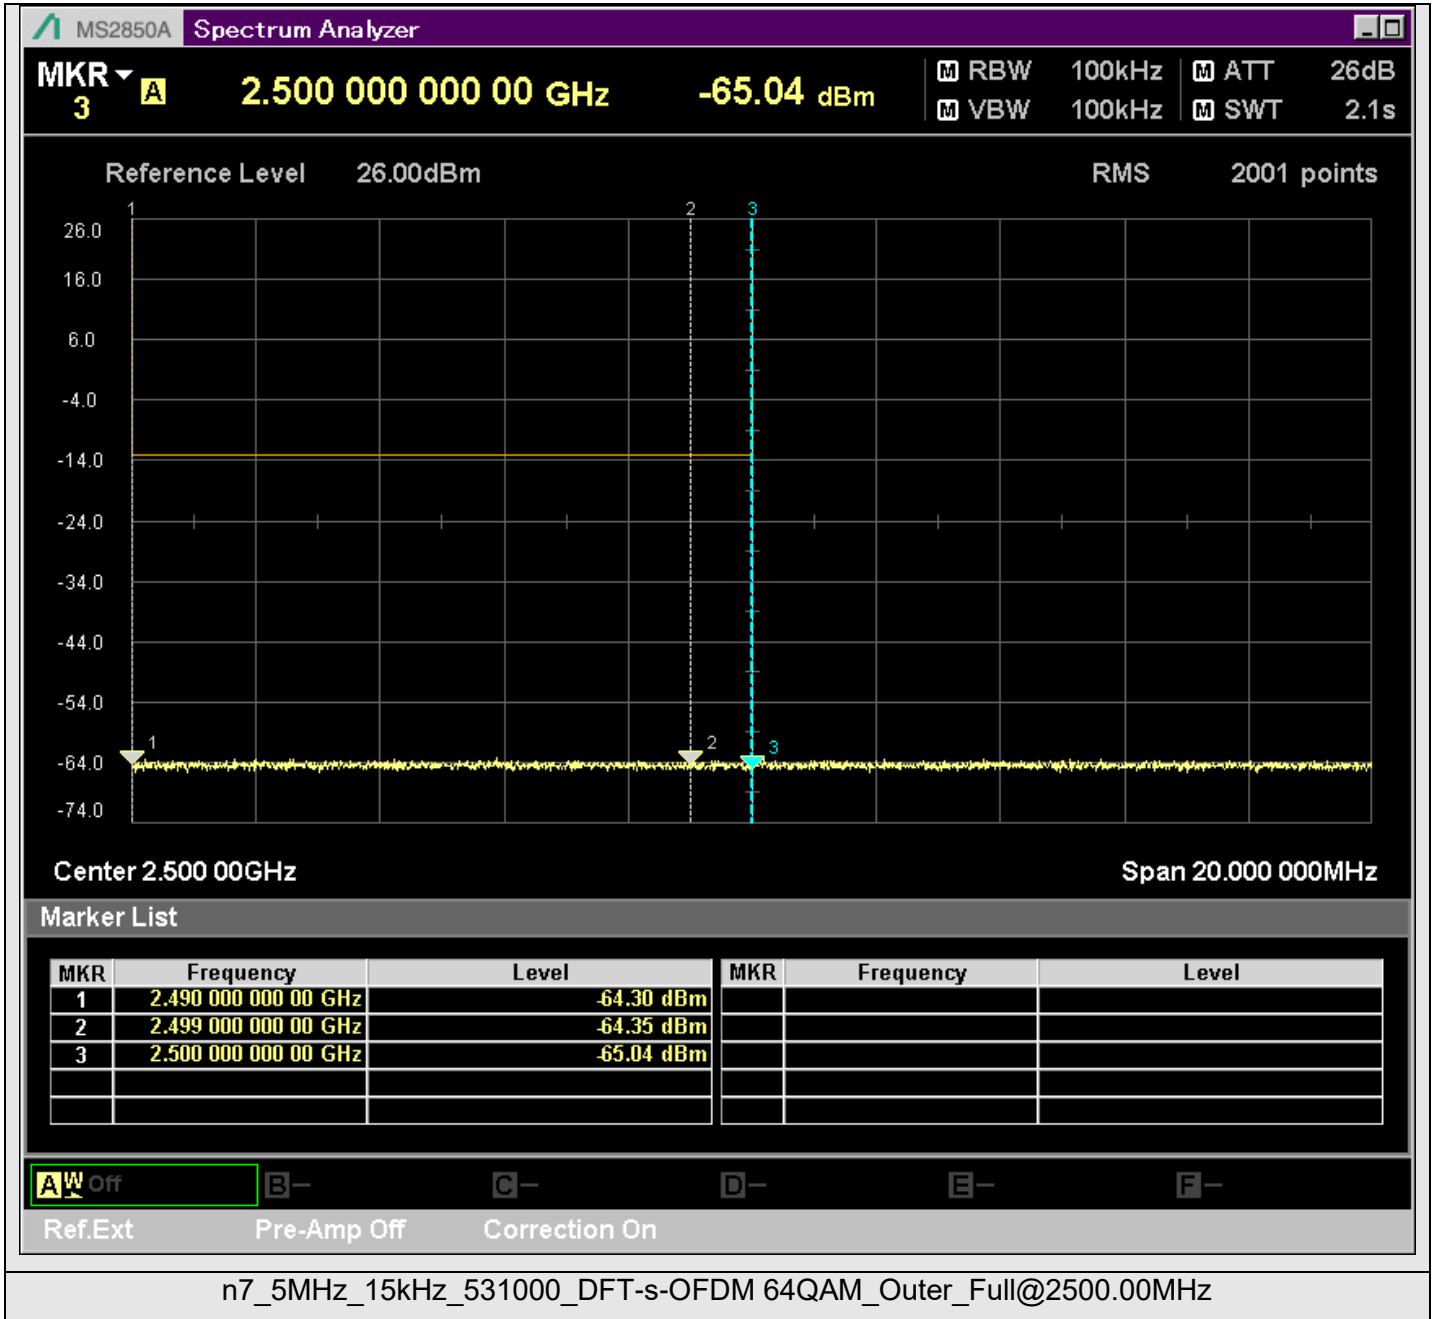 MS2850A Spectrum Analyzer
MKR A 2.500 000 000 00 GHz -65.04 dBm M RBW 100kHz M ATT 26dB
3 M VBW 100kHz M SWT 2.1s
Reference Level 26.00dBm RMS 2001 points
1 2 3
26.0
16.0
6.0
-4.0
-14.0
-24.0
-34.0
-44.0
-54.0
1 2 3
-64.0
-74.0
Center 2.500 00GHz Span 20.000 000MHz
Marker List
MKR Frequency Level MKR Frequency Level
1 2.490 000 000 00 GHz -64.30 dBm
2 2.499 000 000 00 GHz -64.35 dBm
3 2.500 000 000 00 GHz -65.04 dBm
A W Off B - C - D - E - F -
Ref.Ext Pre-Amp Off Correction On
n7_5MHz_15kHz_531000_DFT-s-OFDM 64QAM_Outer_Full@2500.00MHz